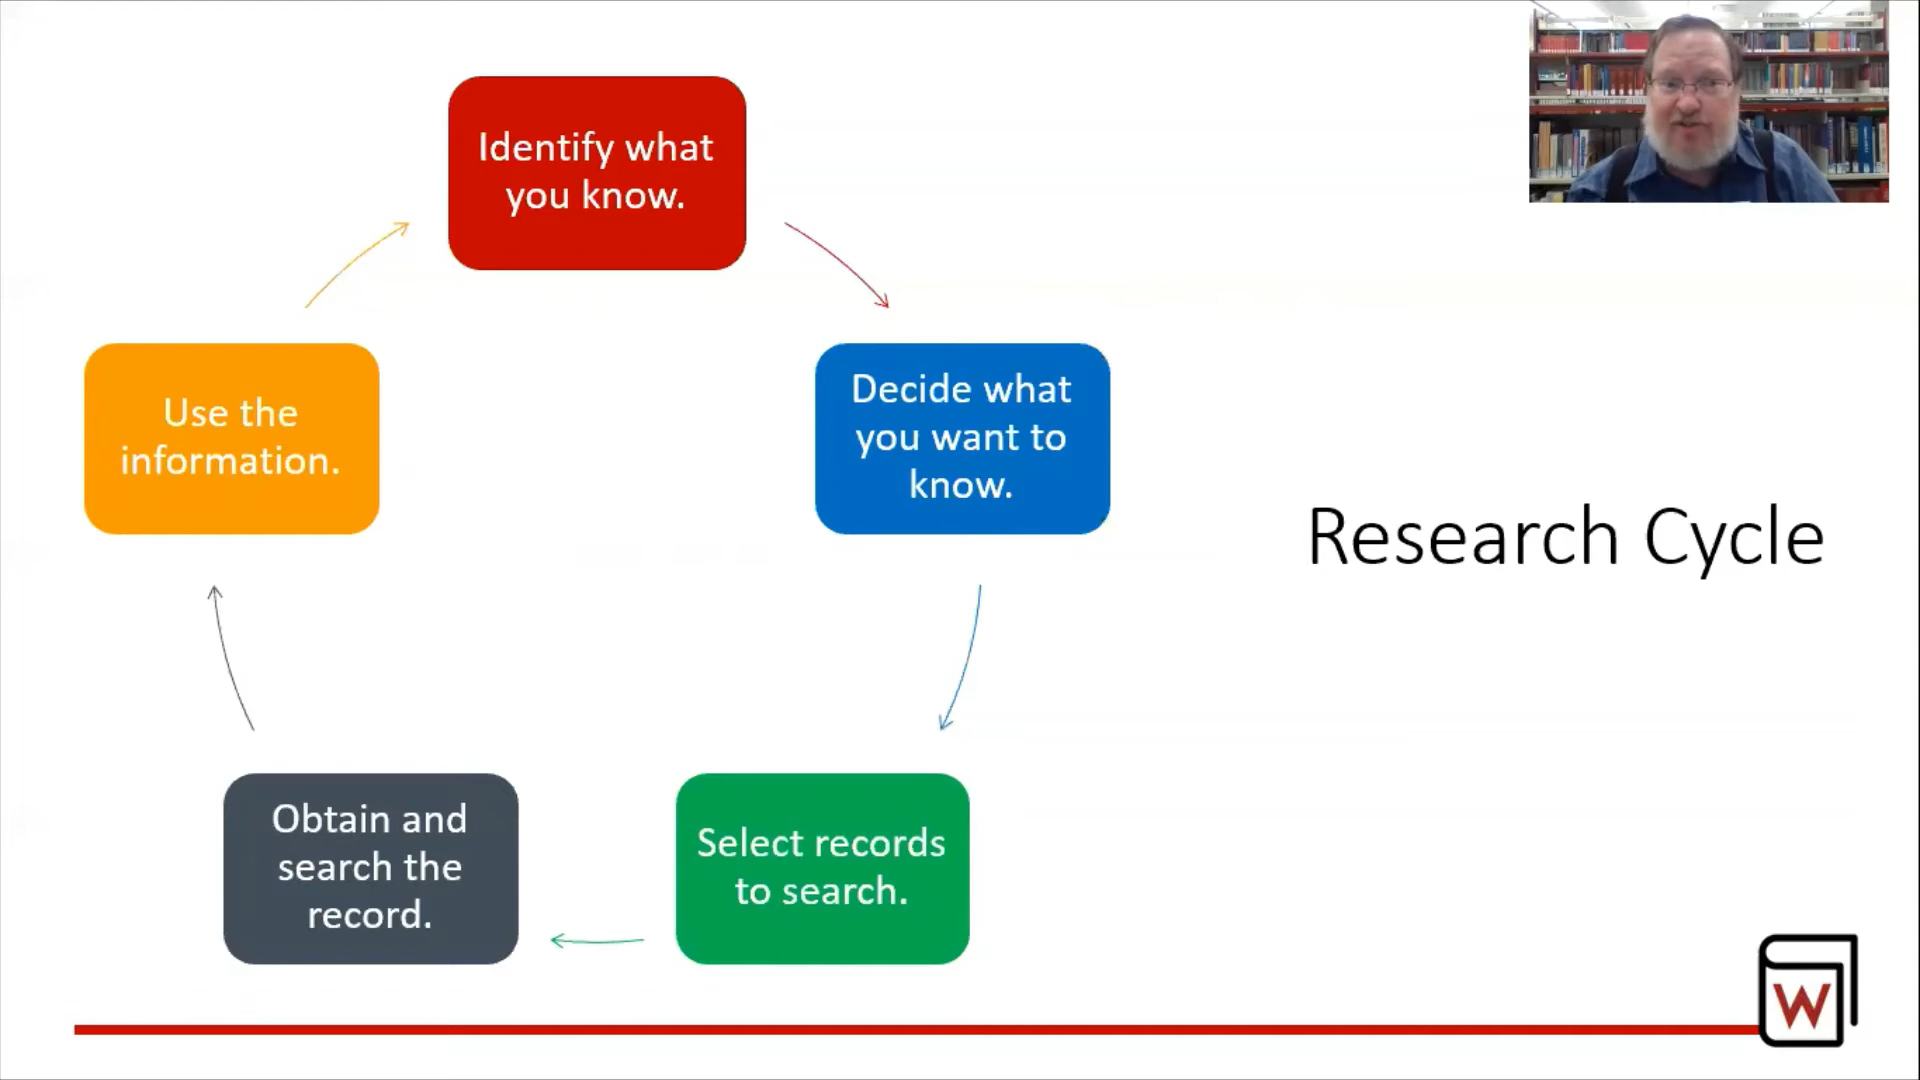 Identify what
you know.
Decide what
you want to
know.
Select records
to search.
Obtain and
search the
record.
Use the
information.
Research Cycle
W